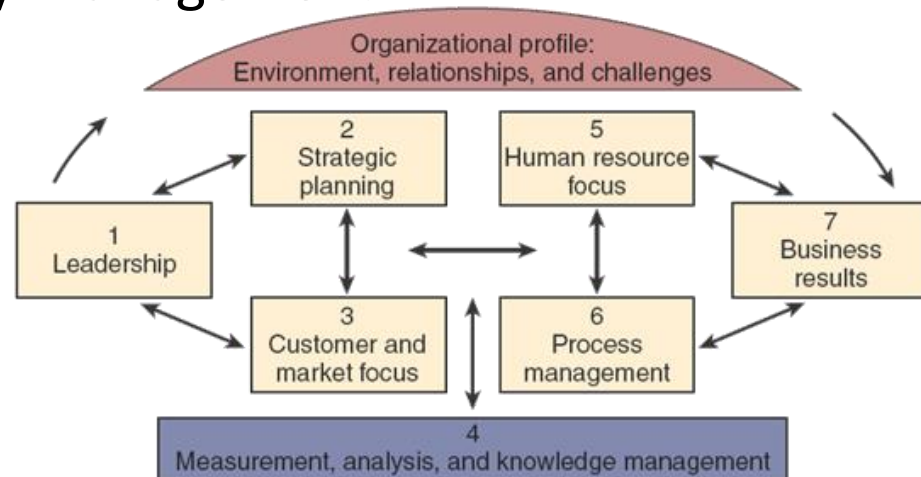 Organizational profile:
Environment, relationships, and challenges
2
Strategic
planning
5
Human resource
focus
1
Leadership
7
Business
results
3
Customer and
market focus
6
Process
management
4
Measurement, analysis, and knowledge management